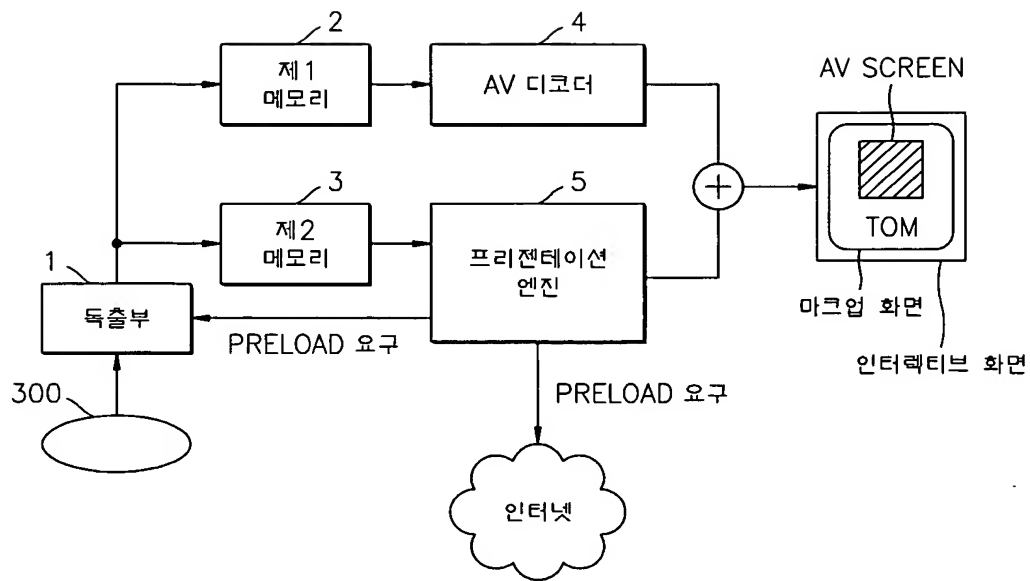 2
제1
메모리
4
AV 디코더
AV SCREEN
TOM
마크업 화면
인터렉티브 화면
3
제2
메모리
5
프리젠테이션
엔진
1
독출부
PRELOAD 요구
300
PRELOAD 요구
인터넷